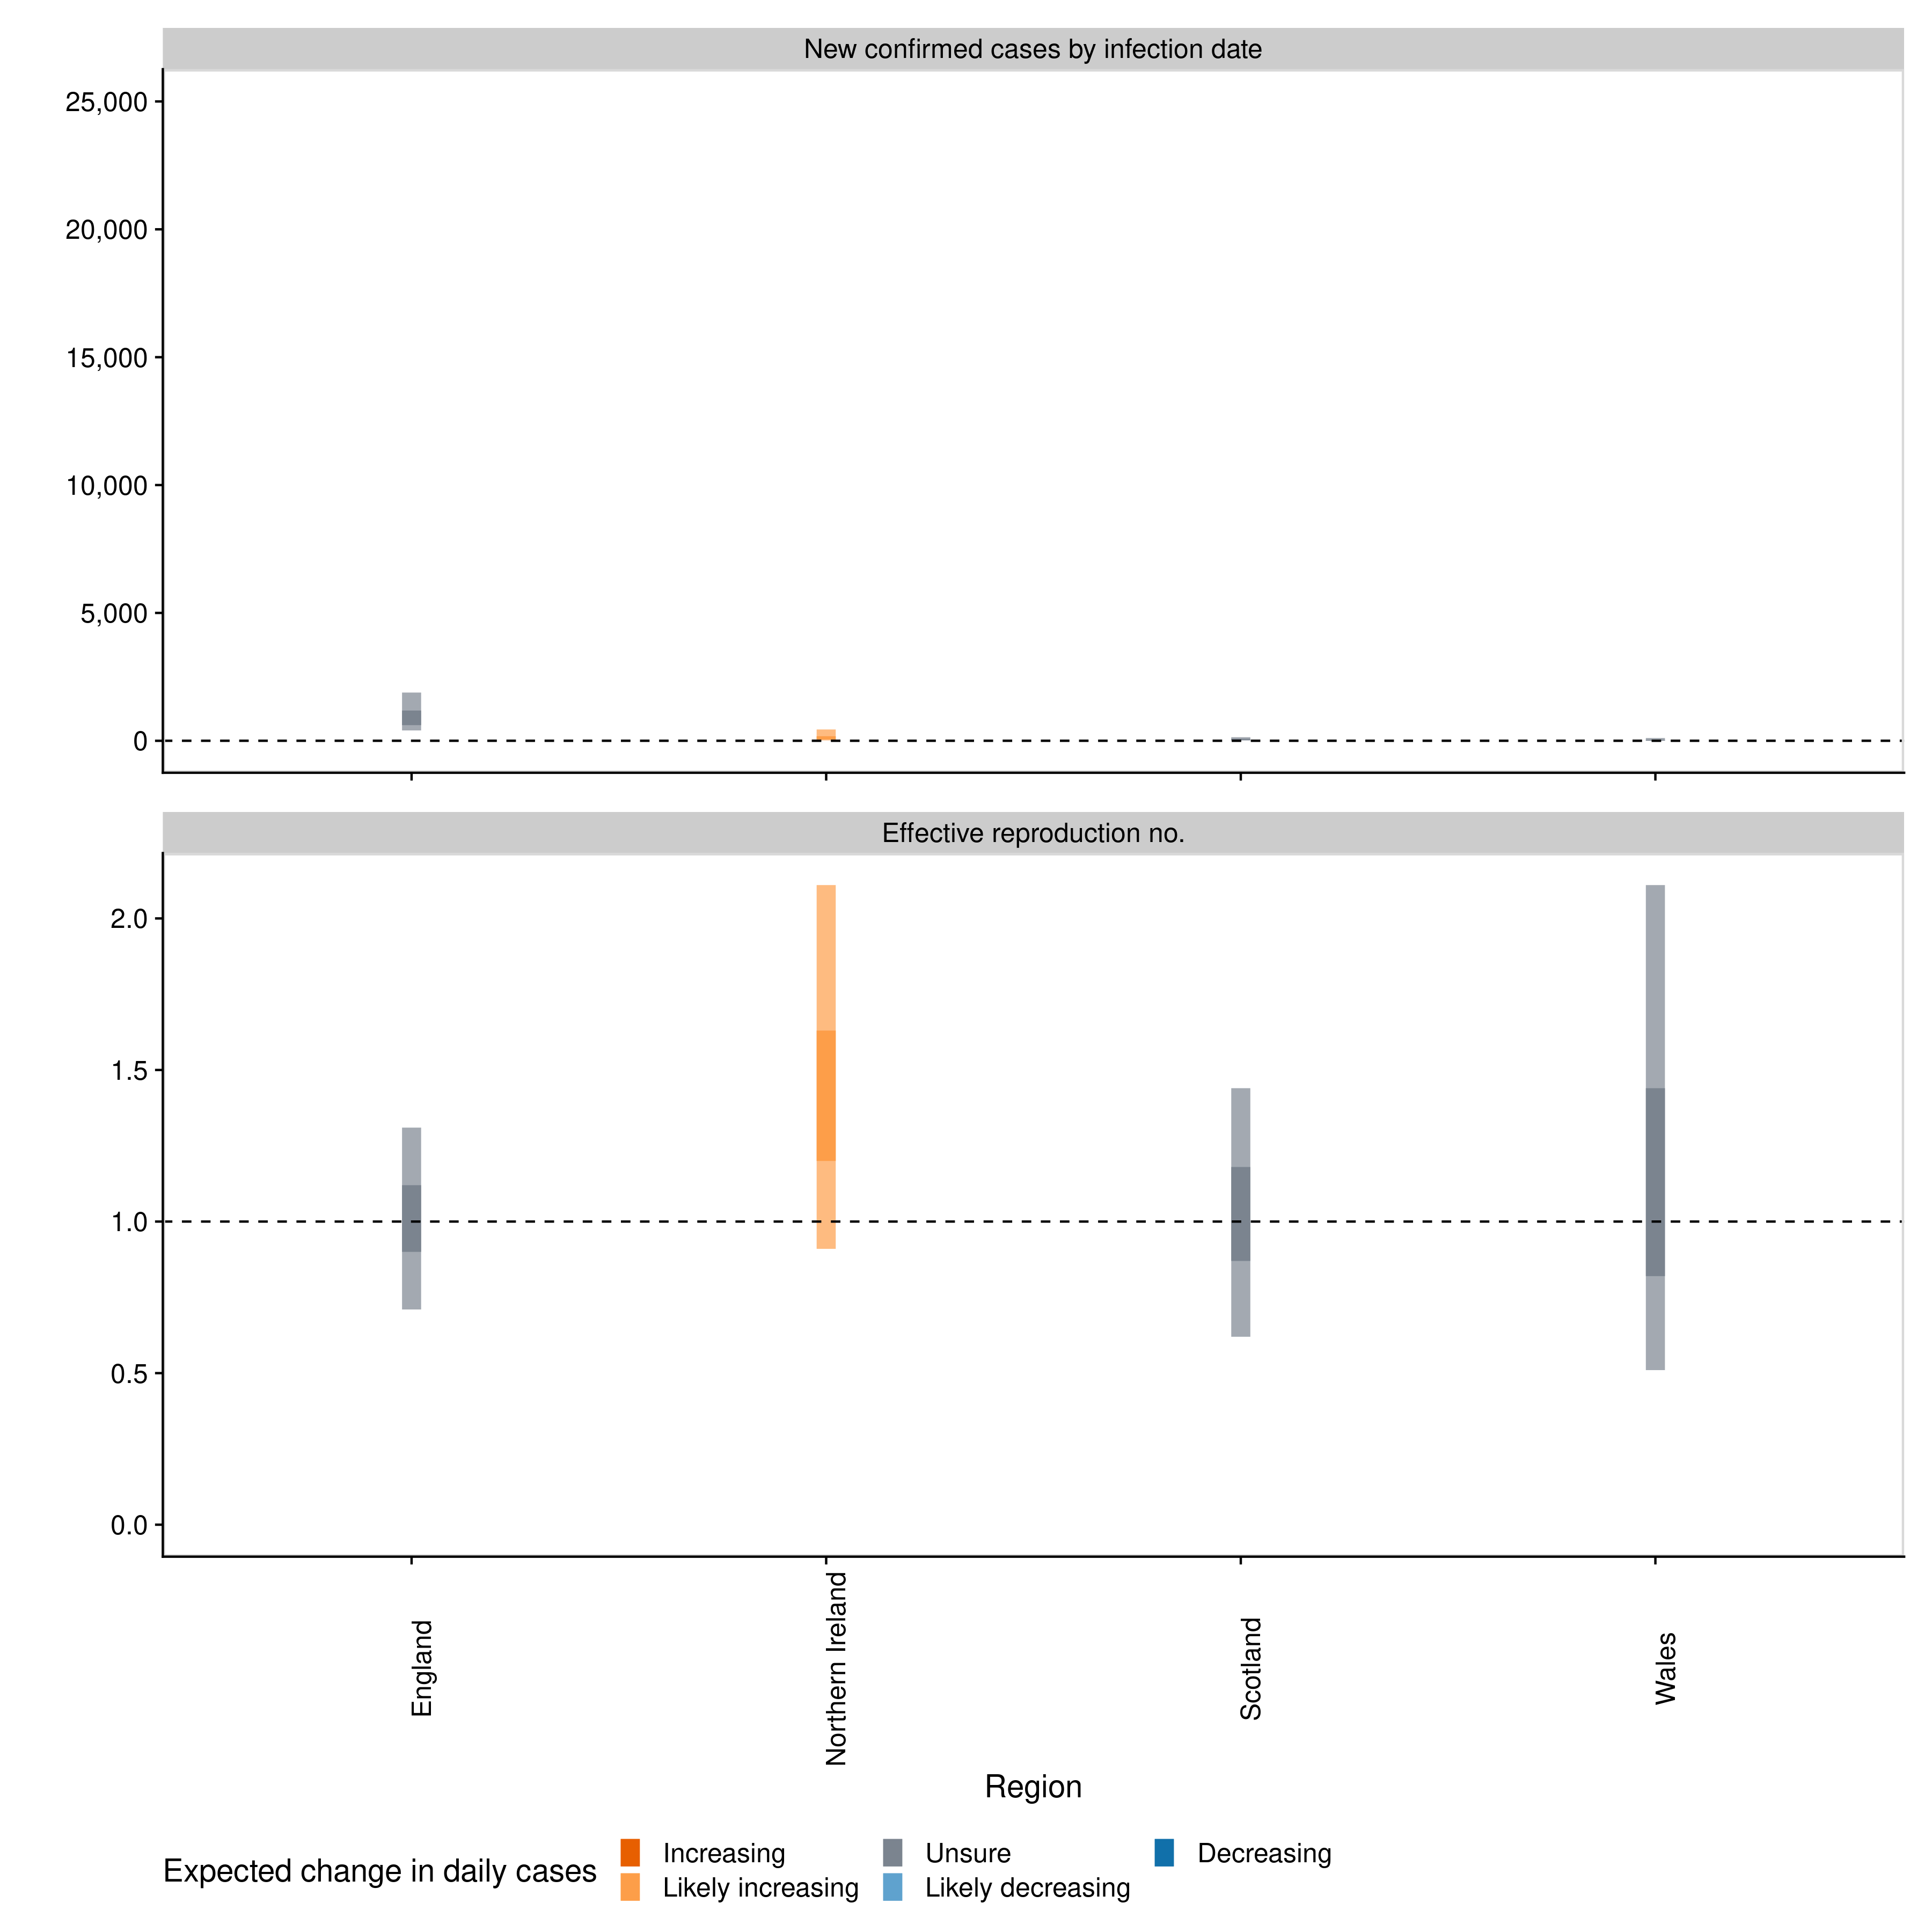 New confirmed cases by infection date
25,000
20,000
15,000
10,000
5,000
0
Effective reproduction no.
2.0
1.5
1.0
0.5
0.0
England
Northern Ireland
Scotland
Wales
Region
Expected change in daily cases
Increasing
Unsure
Decreasing
Likely increasing
Likely decreasing